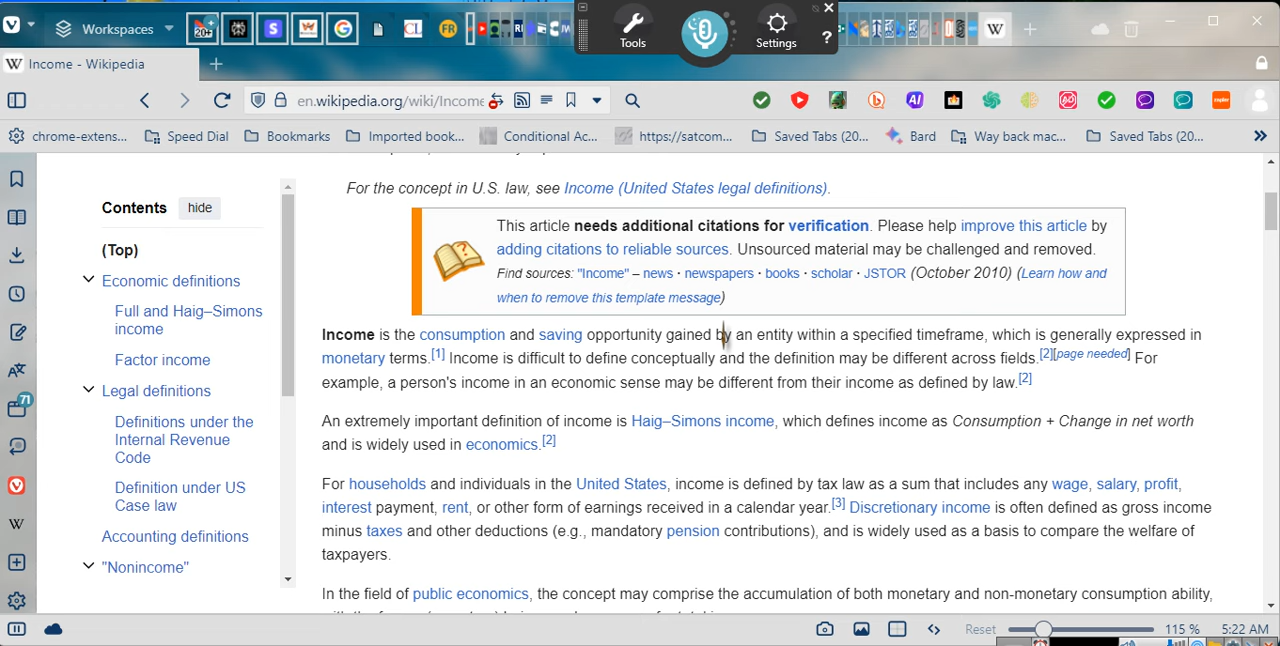 Workspaces
20+
S
CL
FR
Tools
Settings
?
W
W Income - Wikipedia
en.wikipedia.org/wiki/Income
AI
chrome-extens... Speed Dial Bookmarks Imported book... Conditional Ac... https://satcom... Saved Tabs (20... Bard Way back mac... Saved Tabs (20...
71
W
Contents hide
(Top)
Economic definitions
Full and Haig–Simons
income
Factor income
Legal definitions
Definitions under the
Internal Revenue
Code
Definition under US
Case law
Accounting definitions
"Nonincome"
For the concept in U.S. law, see Income (United States legal definitions).
This article needs additional citations for verification. Please help improve this article by
adding citations to reliable sources. Unsourced material may be challenged and removed.
Find sources: "Income" – news · newspapers · books · scholar · JSTOR (October 2010) (Learn how and
when to remove this template message)
Income is the consumption and saving opportunity gained by an entity within a specified timeframe, which is generally expressed in
monetary terms.[1] Income is difficult to define conceptually and the definition may be different across fields.[2][page needed] For
example, a person's income in an economic sense may be different from their income as defined by law.[2]
An extremely important definition of income is Haig–Simons income, which defines income as Consumption + Change in net worth
and is widely used in economics.[2]
For households and individuals in the United States, income is defined by tax law as a sum that includes any wage, salary, profit,
interest payment, rent, or other form of earnings received in a calendar year.[3] Discretionary income is often defined as gross income
minus taxes and other deductions (e.g., mandatory pension contributions), and is widely used as a basis to compare the welfare of
taxpayers.
In the field of public economics, the concept may comprise the accumulation of both monetary and non-monetary consumption ability,
Reset 115 % 5:22 AM